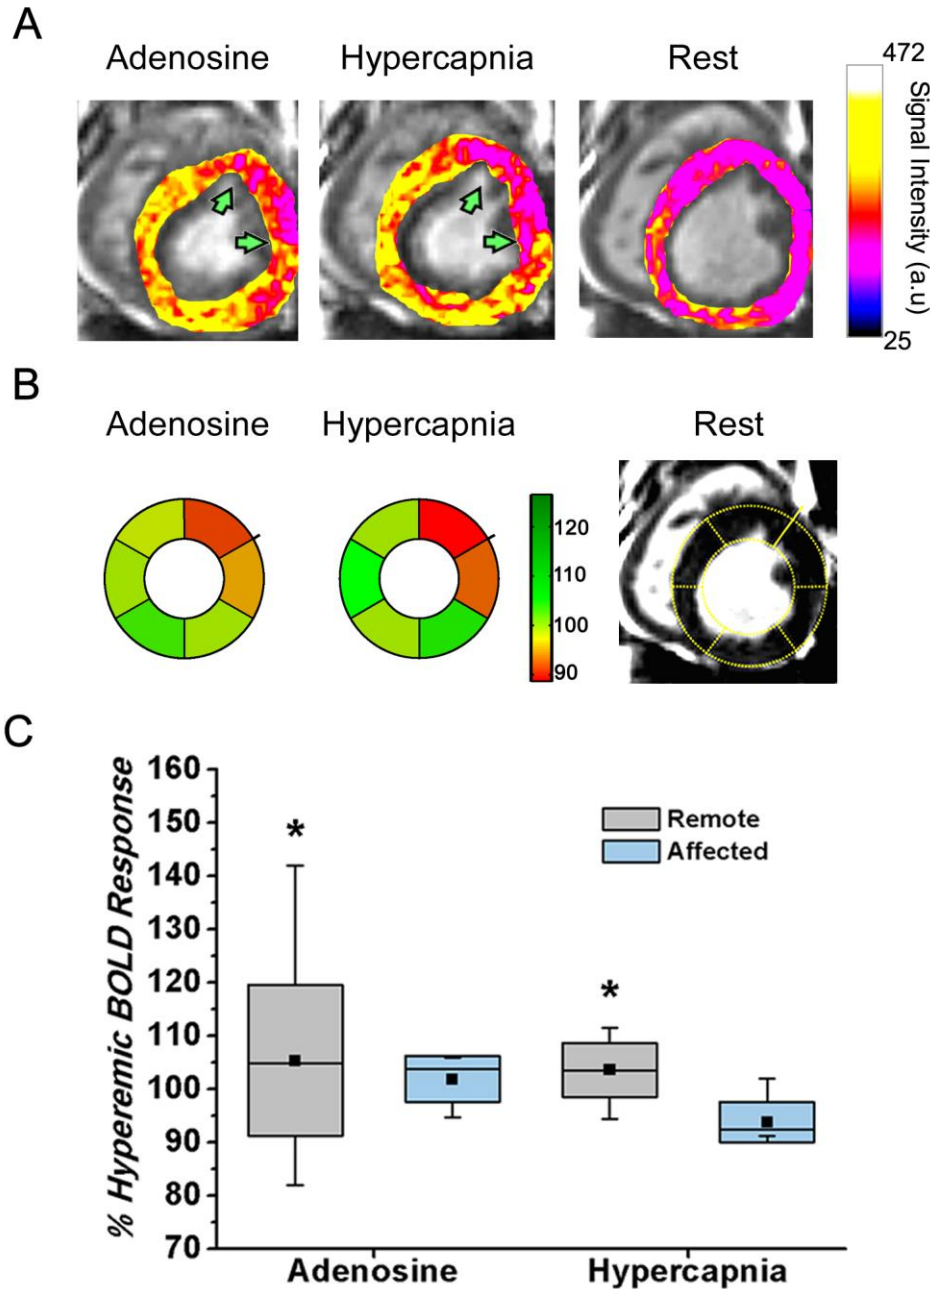 A
Adenosine Hypercapnia Rest
472
Signal Intensity (a.u)
25
B
Adenosine Hypercapnia Rest
120
110
100
90
C
% Hyperemic BOLD Response
160
150
140
130
120
110
100
90
80
70
*
*
Remote
Affected
Adenosine Hypercapnia